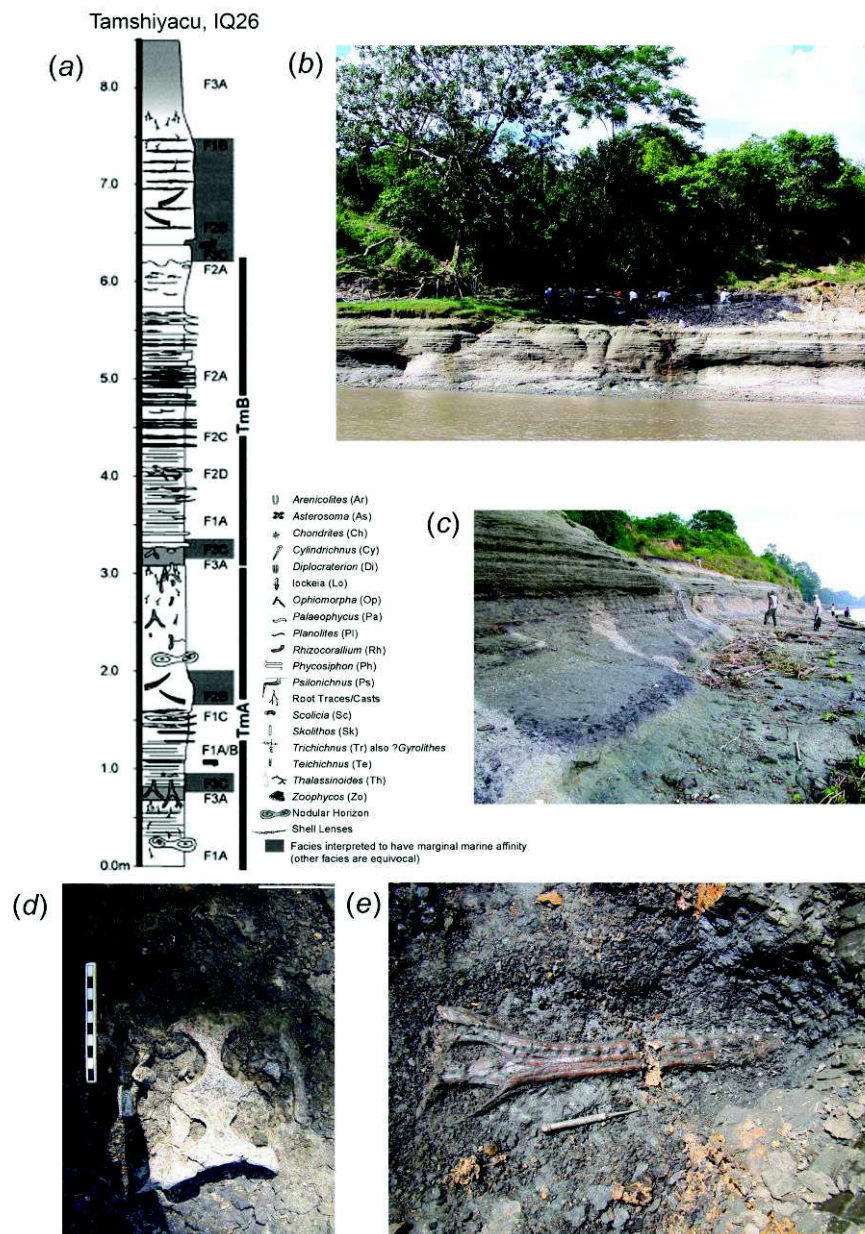 Tamshiyacu, IQ26
(a)
8.0
F3A
F1B
7.0
F2B
F3C
6.0
F2A
5.0
F2A
F2C
4.0
F2D
F1A
F3C
3.0
F3A
2.0
F2B
F1C
F1A/B
1.0
F3C
F3A
0.0m
F1A
TmB
TmA
Arenicolites (Ar)
Asterosoma (As)
Chondrites (Ch)
Cylindrichnus (Cy)
Diplocraterion (Di)
lockeia (Lo)
Ophiomorpha (Op)
Palaeophycus (Pa)
Planolites (Pl)
Rhizocorallium (Rh)
Phycosiphon (Ph)
Psilonichnus (Ps)
Root Traces/Casts
Scolicia (Sc)
Skolithos (Sk)
Trichichnus (Tr) also ?Gyrolithes
Teichichnus (Te)
Thalassinoides (Th)
Zoophycos (Zo)
Nodular Horizon
Shell Lenses
Facies interpreted to have marginal marine affinity
(other facies are equivocal)
(b)
(c)
(d)
(e)